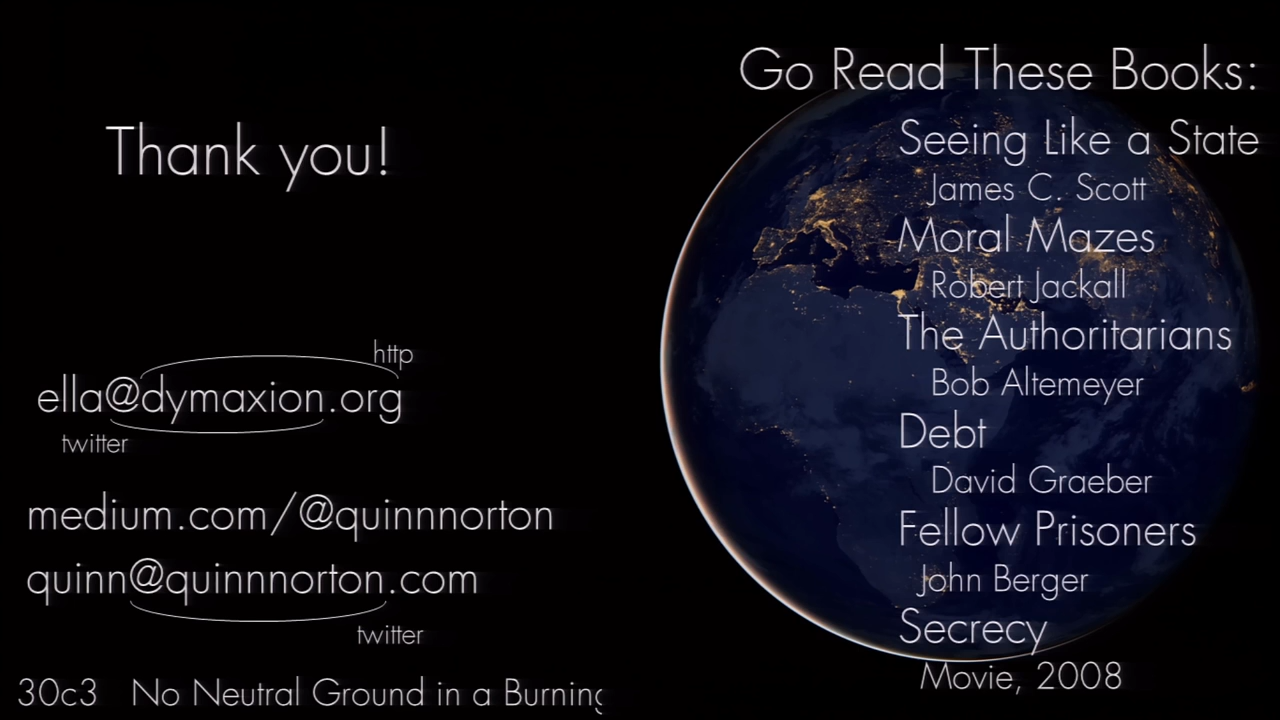 Thank you!
http
ella@dymaxion.org
twitter
medium.com/@quinnnorton
quinn@quinnnorton.com
twitter
30c3 No Neutral Ground in a Burning
Go Read These Books:
Seeing Like a State
James C. Scott
Moral Mazes
Robert Jackall
The Authoritarians
Bob Altemeyer
Debt
David Graeber
Fellow Prisoners
John Berger
Secrecy
Movie, 2008